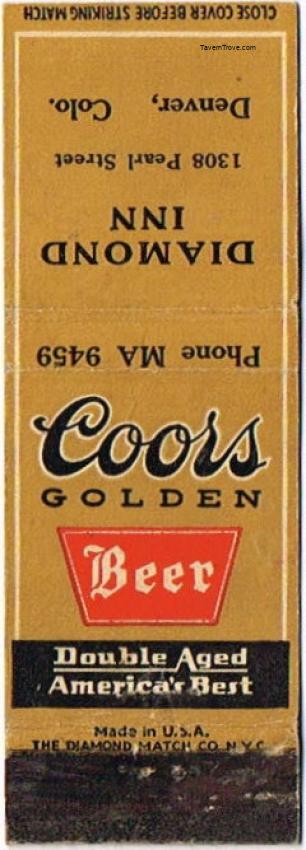 CLOSE COVER BEFORE STRIKING MATCH
TavernTrove.com
Denver, Colo.
1308 Pearl Street
DIAMOND
INN
Phone MA 9459
Coors
GOLDEN
Beer
Double Aged
America's Best
Made in U.S.A.
THE DIAMOND MATCH CO. N.Y.C.